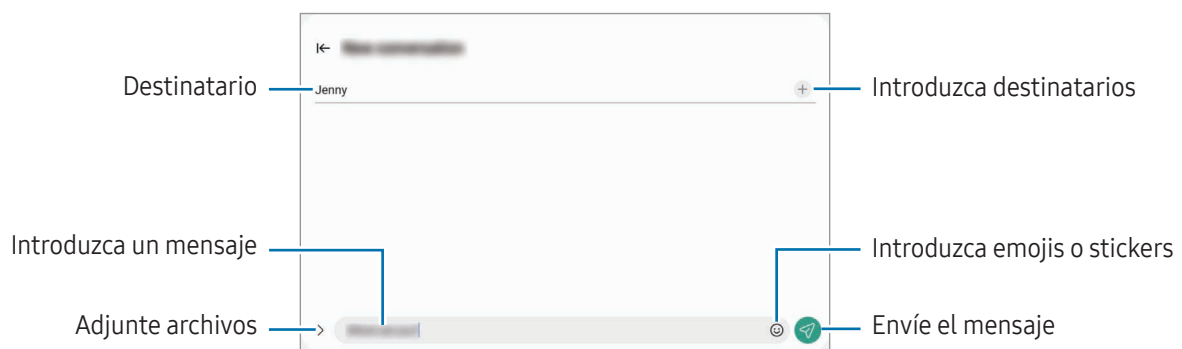 Destinatario
Jenny
Introduzca destinatarios
Introduzca un mensaje
Introduzca emojis o stickers
Adjunte archivos
Envíe el mensaje